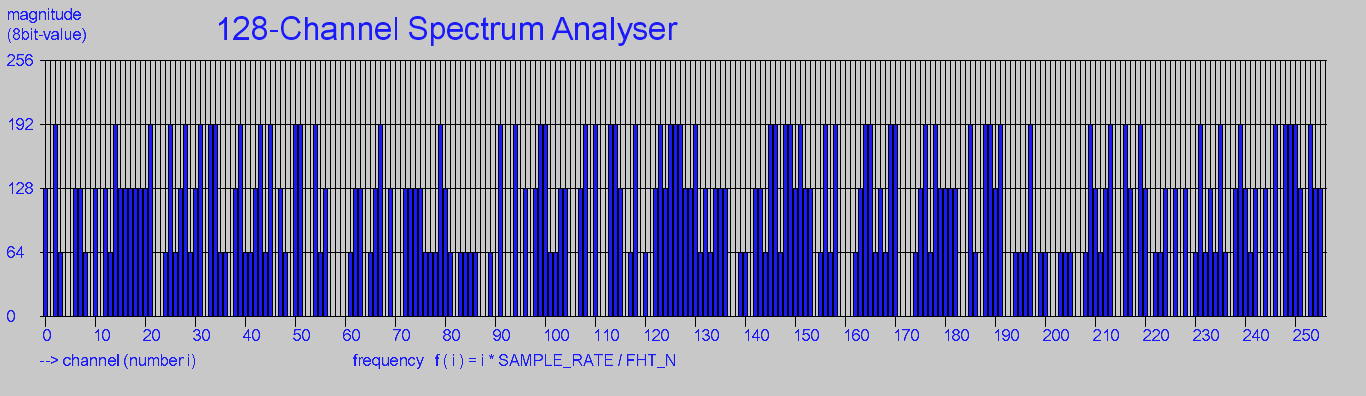 magnitude
(8bit-value)
128-Channel Spectrum Analyser
256
192
128
64
0
0 10 20 30 40 50 60 70 80 90 100 110 120 130 140 150 160 170 180 190 200 210 220 230 240 250
--> channel (number i) frequency f ( i ) = i * SAMPLE_RATE / FHT_N